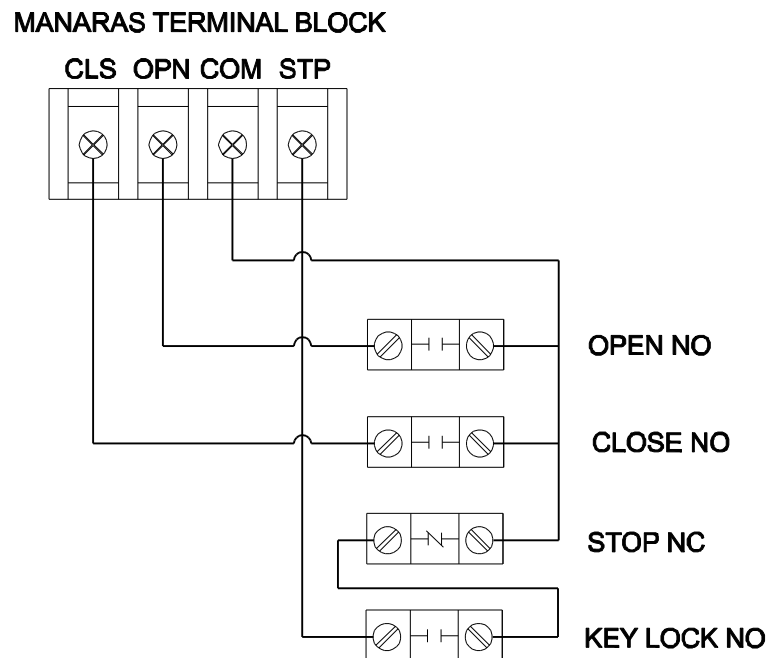 MANARAS TERMINAL BLOCK
CLS OPN COM STP
OPEN NO
CLOSE NO
STOP NC
KEY LOCK NO